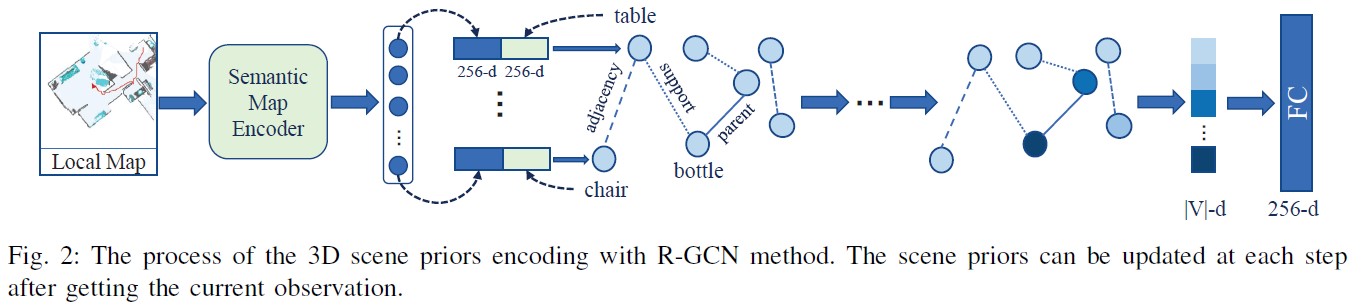 table
Semantic
Map
Encoder
256-d 256-d
adjacency
support
parent
FC
Local Map
bottle
chair
|V|-d
256-d
Fig. 2: The process of the 3D scene priors encoding with R-GCN method. The scene priors can be updated at each step
after getting the current observation.